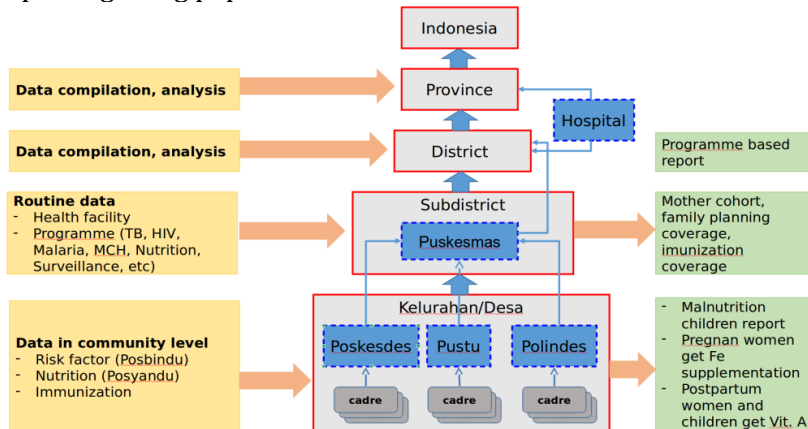 Indonesia
Data compilation, analysis
Province
Hospital
Data compilation, analysis
District
Programme based
report
Routine data
- Health facility
- Programme (TB, HIV,
Malaria, MCH, Nutrition,
Surveillance, etc)
Subdistrict
Puskesmas
Mother cohort,
family planning
coverage,
imunization
coverage
Kelurahan/Desa
Data in community level
- Risk factor (Posbindu)
- Nutrition (Posyandu)
- Immunization
Poskesdes
Pustu
Polindes
cadre
cadre
cadre
- Malnutrition
children report
- Pregnan women
get Fe
supplementation
- Postpartum
women and
children get Vit. A